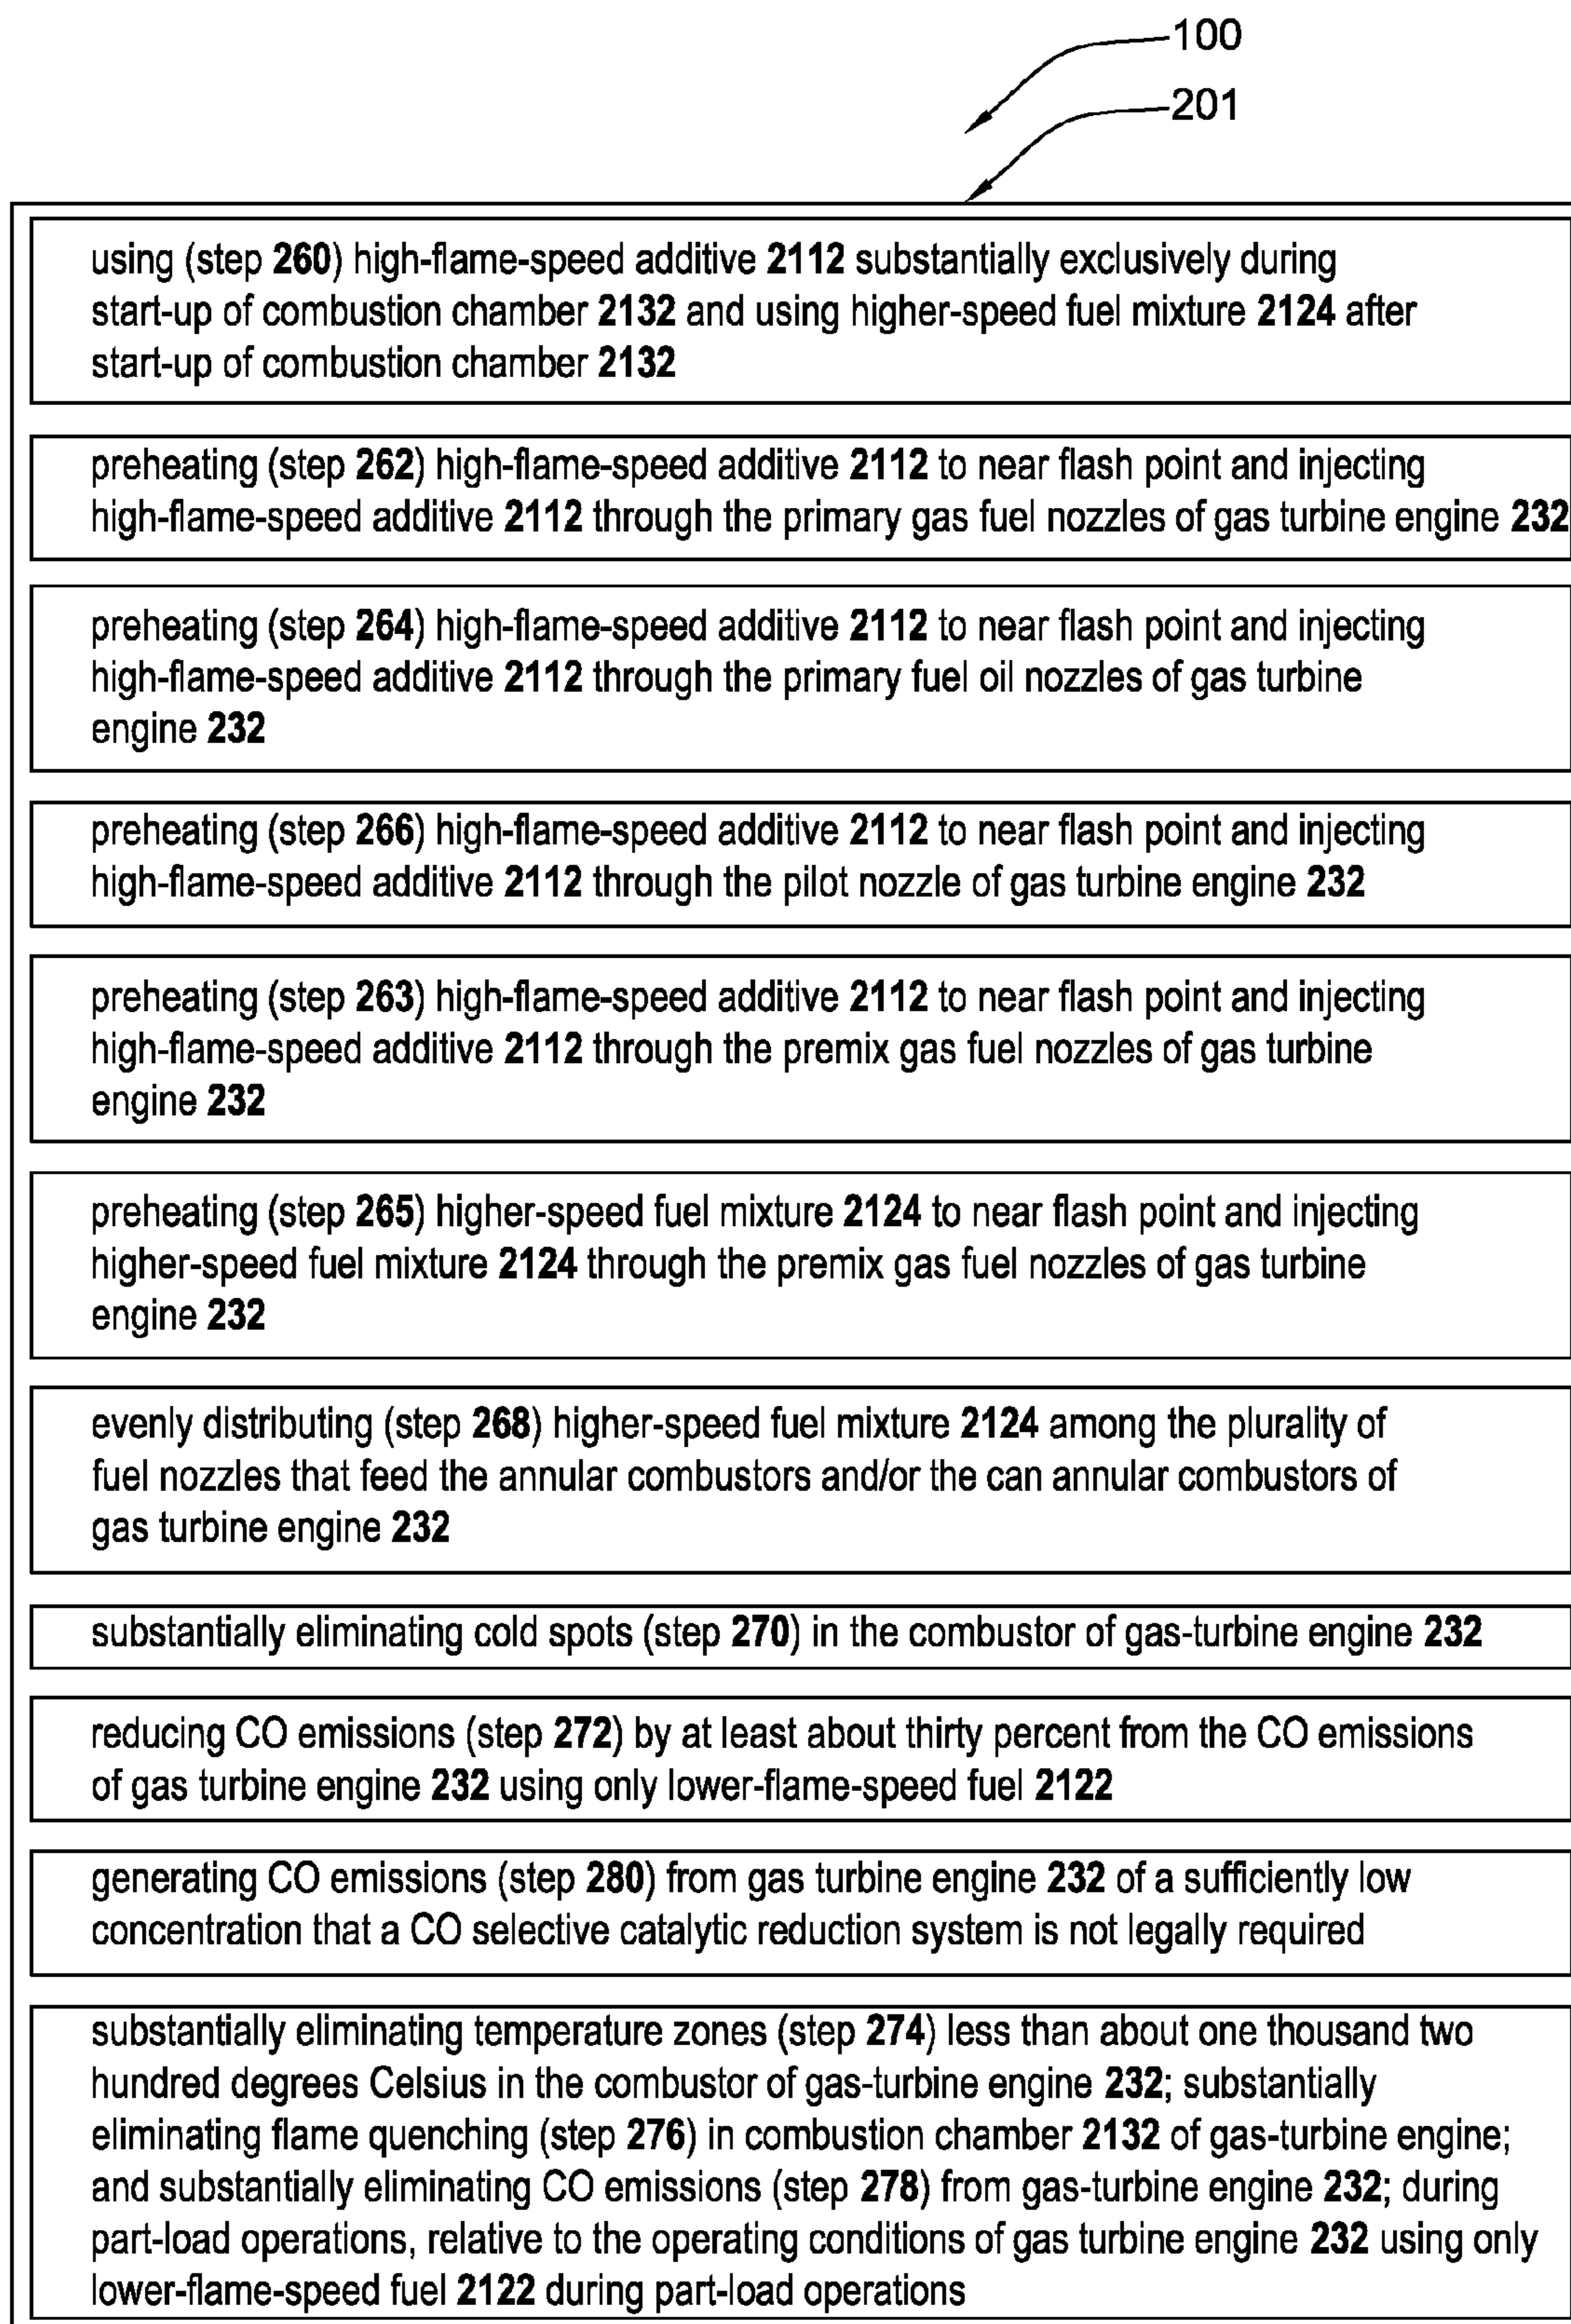 100
201
using (step 260) high-flame-speed additive 2112 substantially exclusively during
start-up of combustion chamber 2132 and using higher-speed fuel mixture 2124 after
start-up of combustion chamber 2132
preheating (step 262) high-flame-speed additive 2112 to near flash point and injecting
high-flame-speed additive 2112 through the primary gas fuel nozzles of gas turbine engine 232
preheating (step 264) high-flame-speed additive 2112 to near flash point and injecting
high-flame-speed additive 2112 through the primary fuel oil nozzles of gas turbine
engine 232
preheating (step 266) high-flame-speed additive 2112 to near flash point and injecting
high-flame-speed additive 2112 through the pilot nozzle of gas turbine engine 232
preheating (step 263) high-flame-speed additive 2112 to near flash point and injecting
high-flame-speed additive 2112 through the premix gas fuel nozzles of gas turbine
engine 232
preheating (step 265) higher-speed fuel mixture 2124 to near flash point and injecting
higher-speed fuel mixture 2124 through the premix gas fuel nozzles of gas turbine
engine 232
evenly distributing (step 268) higher-speed fuel mixture 2124 among the plurality of
fuel nozzles that feed the annular combustors and/or the can annular combustors of
gas turbine engine 232
substantially eliminating cold spots (step 270) in the combustor of gas-turbine engine 232
reducing CO emissions (step 272) by at least about thirty percent from the CO emissions
of gas turbine engine 232 using only lower-flame-speed fuel 2122
generating CO emissions (step 280) from gas turbine engine 232 of a sufficiently low
concentration that a CO selective catalytic reduction system is not legally required
substantially eliminating temperature zones (step 274) less than about one thousand two
hundred degrees Celsius in the combustor of gas-turbine engine 232; substantially
eliminating flame quenching (step 276) in combustion chamber 2132 of gas-turbine engine;
and substantially eliminating CO emissions (step 278) from gas-turbine engine 232; during
part-load operations, relative to the operating conditions of gas turbine engine 232 using only
lower-flame-speed fuel 2122 during part-load operations